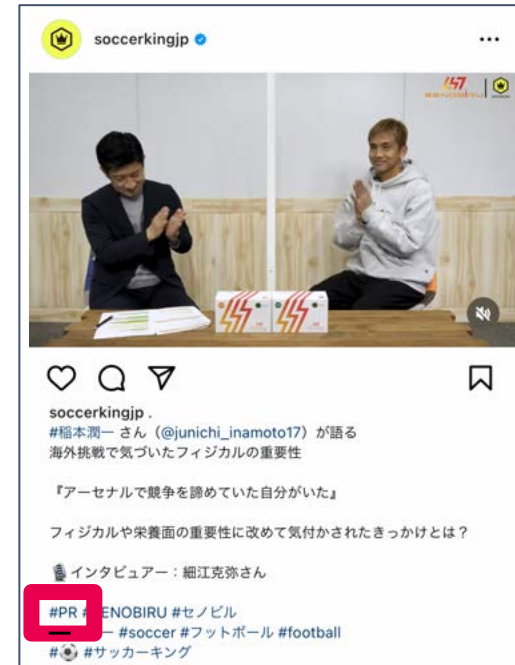 soccerkingjp
SENOBIRU
soccerkingjp .
#稲本潤一 さん（@junichi_inamoto17）が語る
海外挑戦で気づいたフィジカルの重要性
『アーセナルで競争を諦めていた自分がいた』
フィジカルや栄養面の重要性に改めて気付かされたきっかけとは？
🎙️インタビュアー：細江克弥さん
#PR #ENOBIRU #セノビル
ー #soccer #フットボール #football
#⚽ #サッカーキング